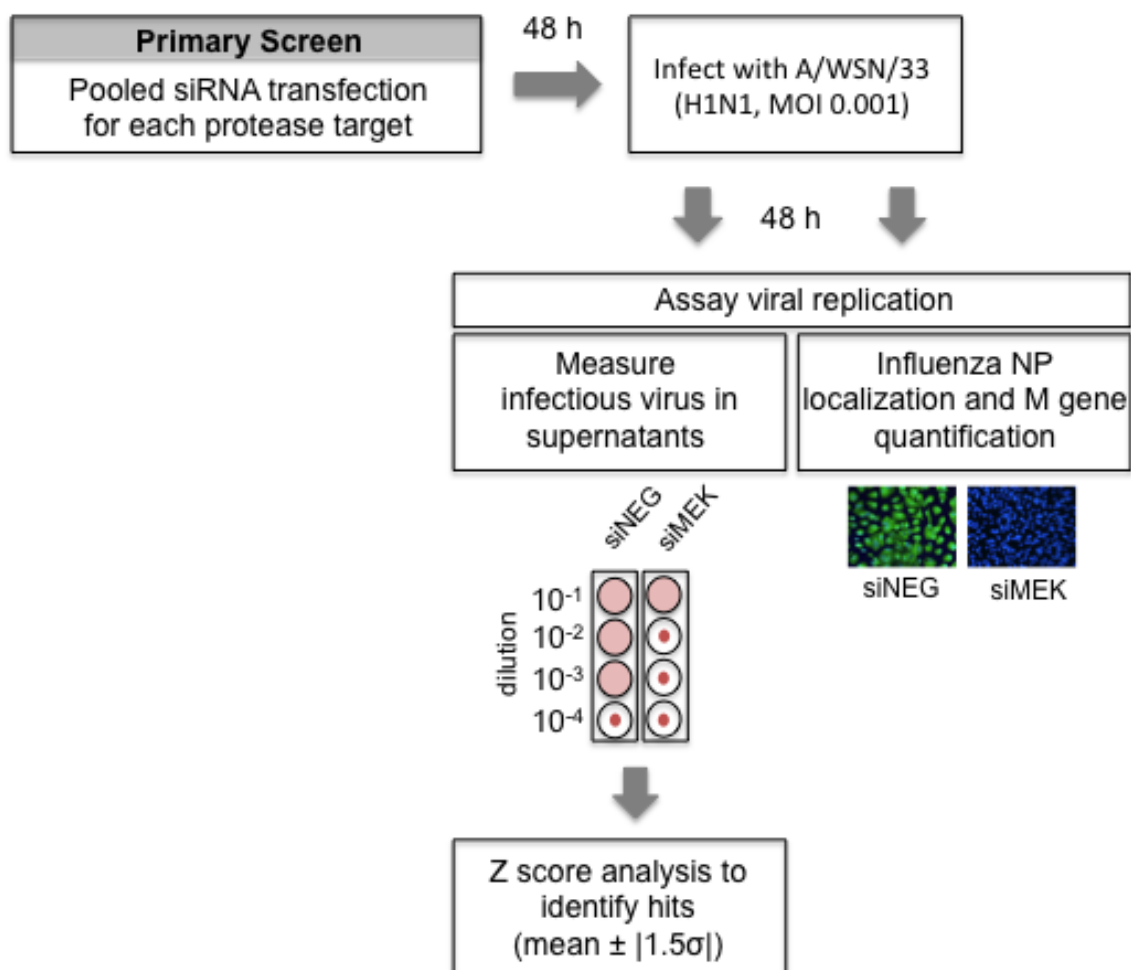 Primary Screen
Pooled siRNA transfection
for each protease target
48 h
Infect with A/WSN/33
(H1N1, MOI 0.001)
48 h
Assay viral replication
Measure
infectious virus in
supernatants
Influenza NP
localization and M gene
quantification
siNEG
siMEK
siNEG
siMEK
dilution
10⁻¹
10⁻²
10⁻³
10⁻⁴
Z score analysis to
identify hits
(mean ± |1.5σ|)